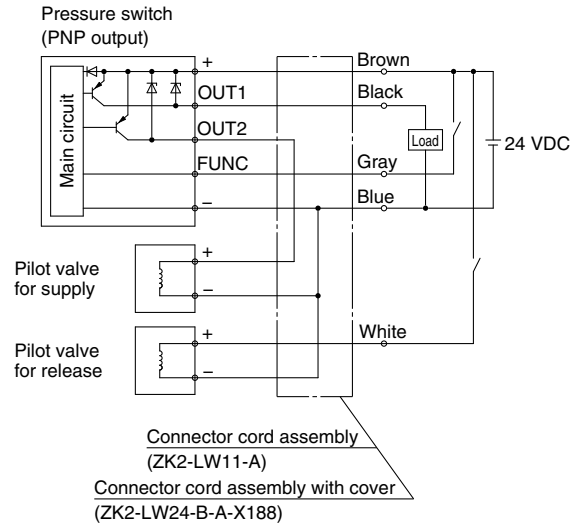 Pressure switch
(PNP output)
Main circuit
+
OUT1
OUT2
FUNC
−
Brown
Black
Gray
Blue
Load
24 VDC
Pilot valve
for supply
+
−
Pilot valve
for release
+
−
White
Connector cord assembly
(ZK2-LW11-A)
Connector cord assembly with cover
(ZK2-LW24-B-A-X188)